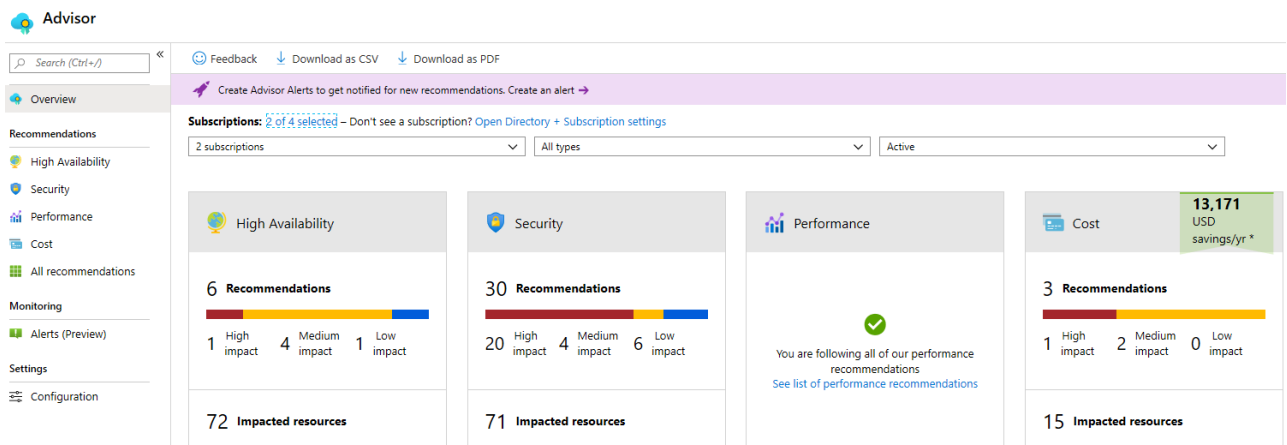 Advisor
Search (Ctrl+/)
«
Overview
Recommendations
High Availability
Security
Performance
Cost
All recommendations
Monitoring
Alerts (Preview)
Settings
Configuration
Feedback
Download as CSV
Download as PDF
Create Advisor Alerts to get notified for new recommendations. Create an alert →
Subscriptions: 2 of 4 selected – Don't see a subscription? Open Directory + Subscription settings
2 subscriptions
All types
Active
High Availability
6 Recommendations
1 High impact
4 Medium impact
1 Low impact
72 Impacted resources
Security
30 Recommendations
20 High impact
4 Medium impact
6 Low impact
71 Impacted resources
Performance
You are following all of our performance
recommendations
See list of performance recommendations
Cost
13,171
USD
savings/yr *
3 Recommendations
1 High impact
2 Medium impact
0 Low impact
15 Impacted resources